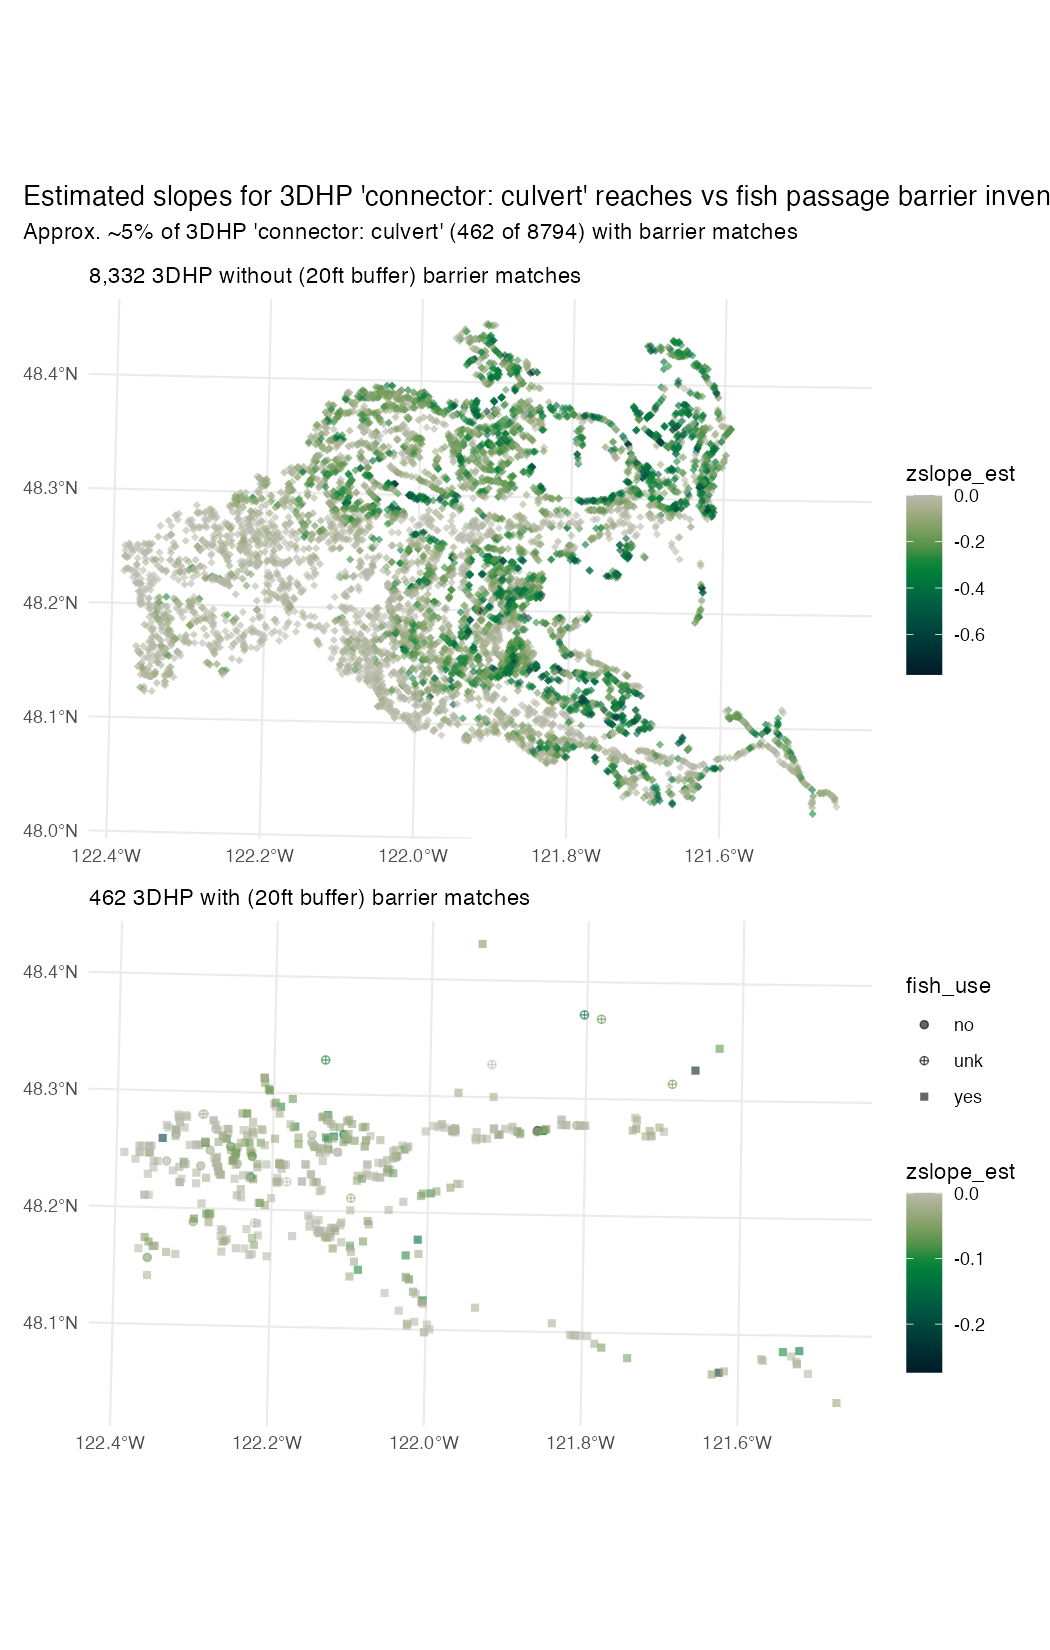 Estimated slopes for 3DHP 'connector: culvert' reaches vs fish passage barrier inven
Approx. ~5% of 3DHP 'connector: culvert' (462 of 8794) with barrier matches
8,332 3DHP without (20ft buffer) barrier matches
48.4°N
48.3°N
48.2°N
48.1°N
48.0°N
122.4°W 122.2°W 122.0°W 121.8°W 121.6°W
zslope_est
0.0
-0.2
-0.4
-0.6
462 3DHP with (20ft buffer) barrier matches
48.4°N
48.3°N
48.2°N
48.1°N
122.4°W 122.2°W 122.0°W 121.8°W 121.6°W
fish_use
no
unk
yes
zslope_est
0.0
-0.1
-0.2